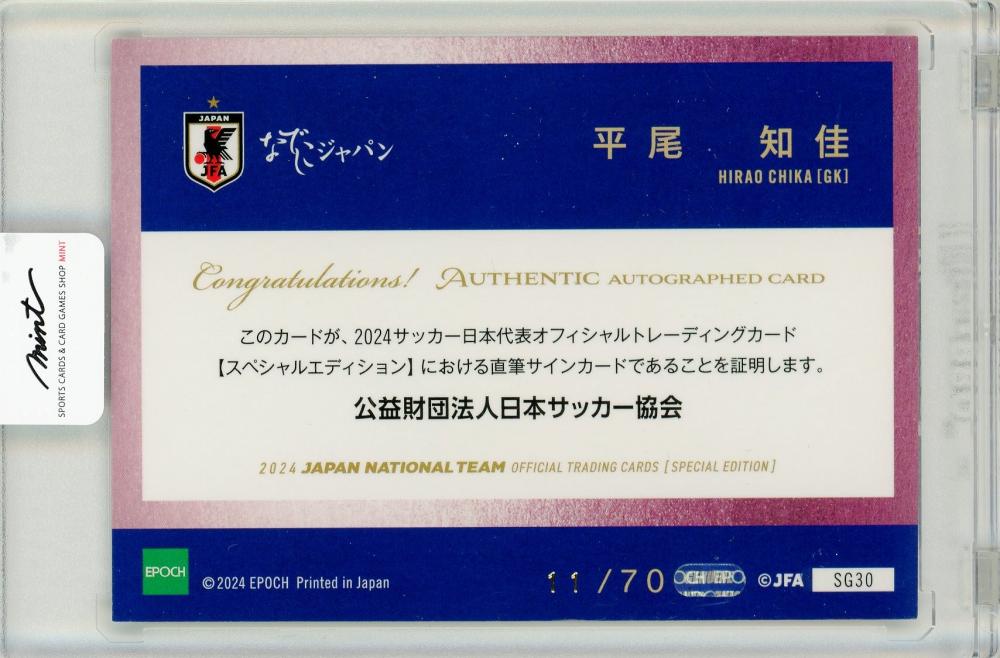 JAPAN
JFA
なでしこジャパン
平尾 知佳
HIRAO CHIKA [GK]
Congratulations! AUTHENTIC AUTOGRAPHED CARD
このカードが、2024サッカー日本代表オフィシャルトレーディングカード
【スペシャルエディション】における直筆サインカードであることを証明します。
公益財団法人日本サッカー協会
2024 JAPAN NATIONAL TEAM OFFICIAL TRADING CARDS [SPECIAL EDITION]
EPOCH
©2024 EPOCH Printed in Japan
11/70
©JFA
SG30
mint
SPORTS CARDS & CARD GAMES SHOP MINT